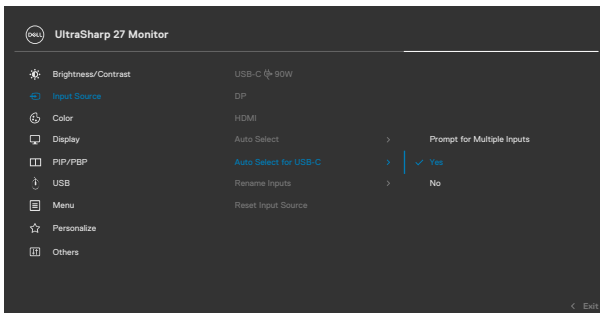 DELL UltraSharp 27 Monitor
Brightness/Contrast USB-C 90W
Input Source DP
Color HDMI
Display Auto Select > Prompt for Multiple Inputs
PIP/PBP Auto Select for USB-C > ✓ Yes
USB Rename Inputs > No
Menu Reset Input Source
Personalize
Others
< Exit